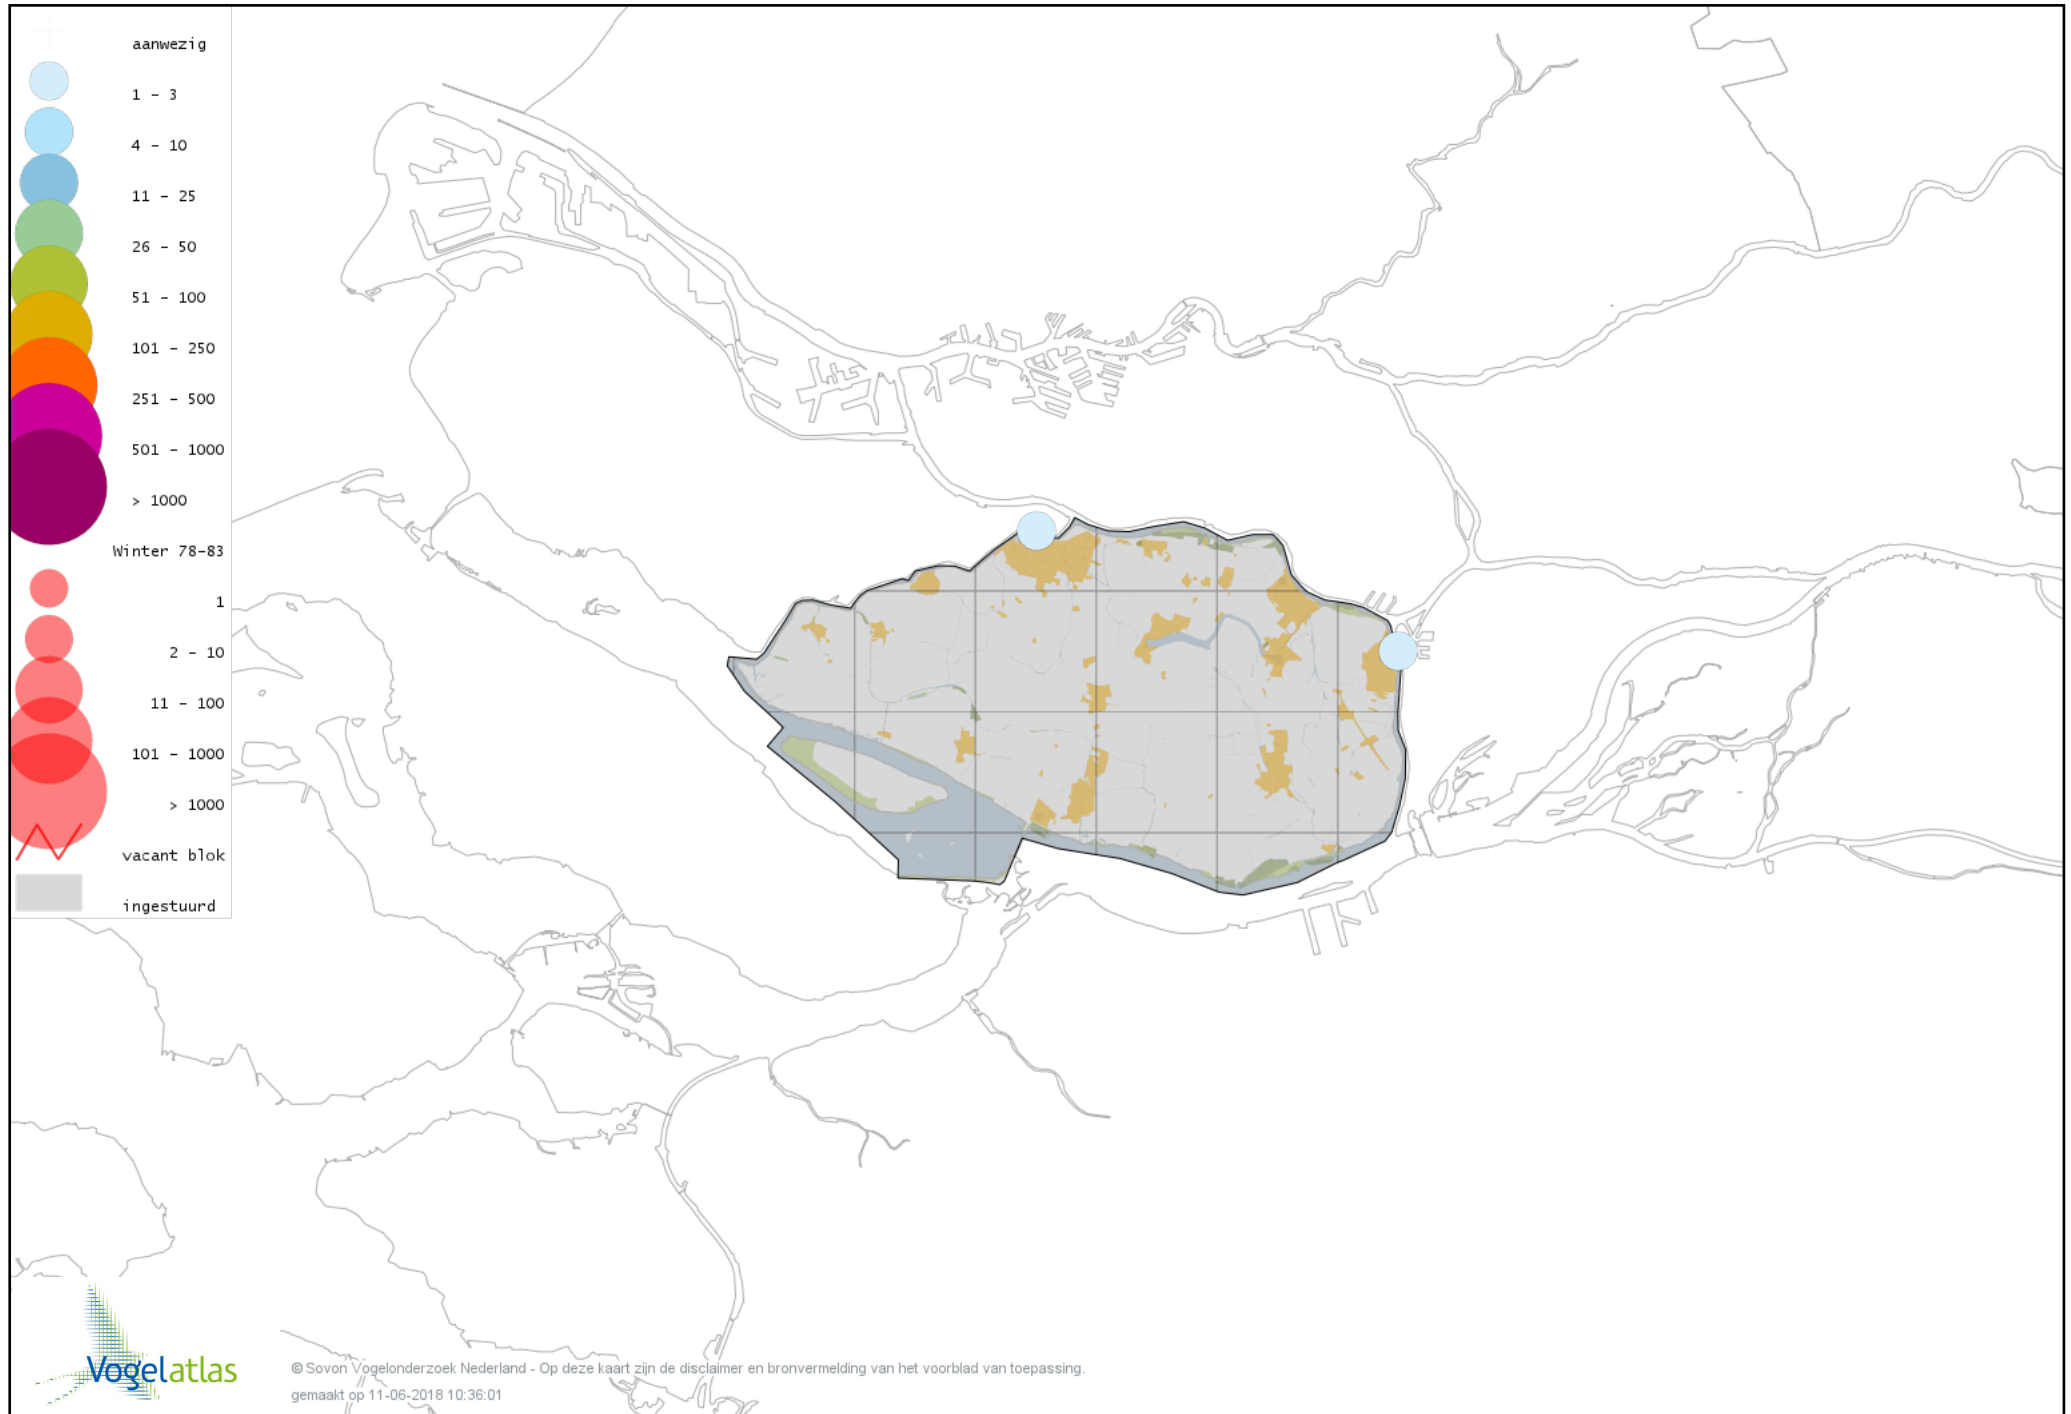 aanwezig
1 - 3
4 - 10
11 - 25
26 - 50
51 - 100
101 - 250
251 - 500
501 - 1000
> 1000
Winter 78-83
1
2 - 10
11 - 100
101 - 1000
> 1000
vacant blok
ingestuurd
Vogelatlas
© Sovon Vogelonderzoek Nederland - Op deze kaart zijn de disclaimer en bronvermelding van het voorblad van toepassing.
gemaakt op 11-06-2018 10:36:01